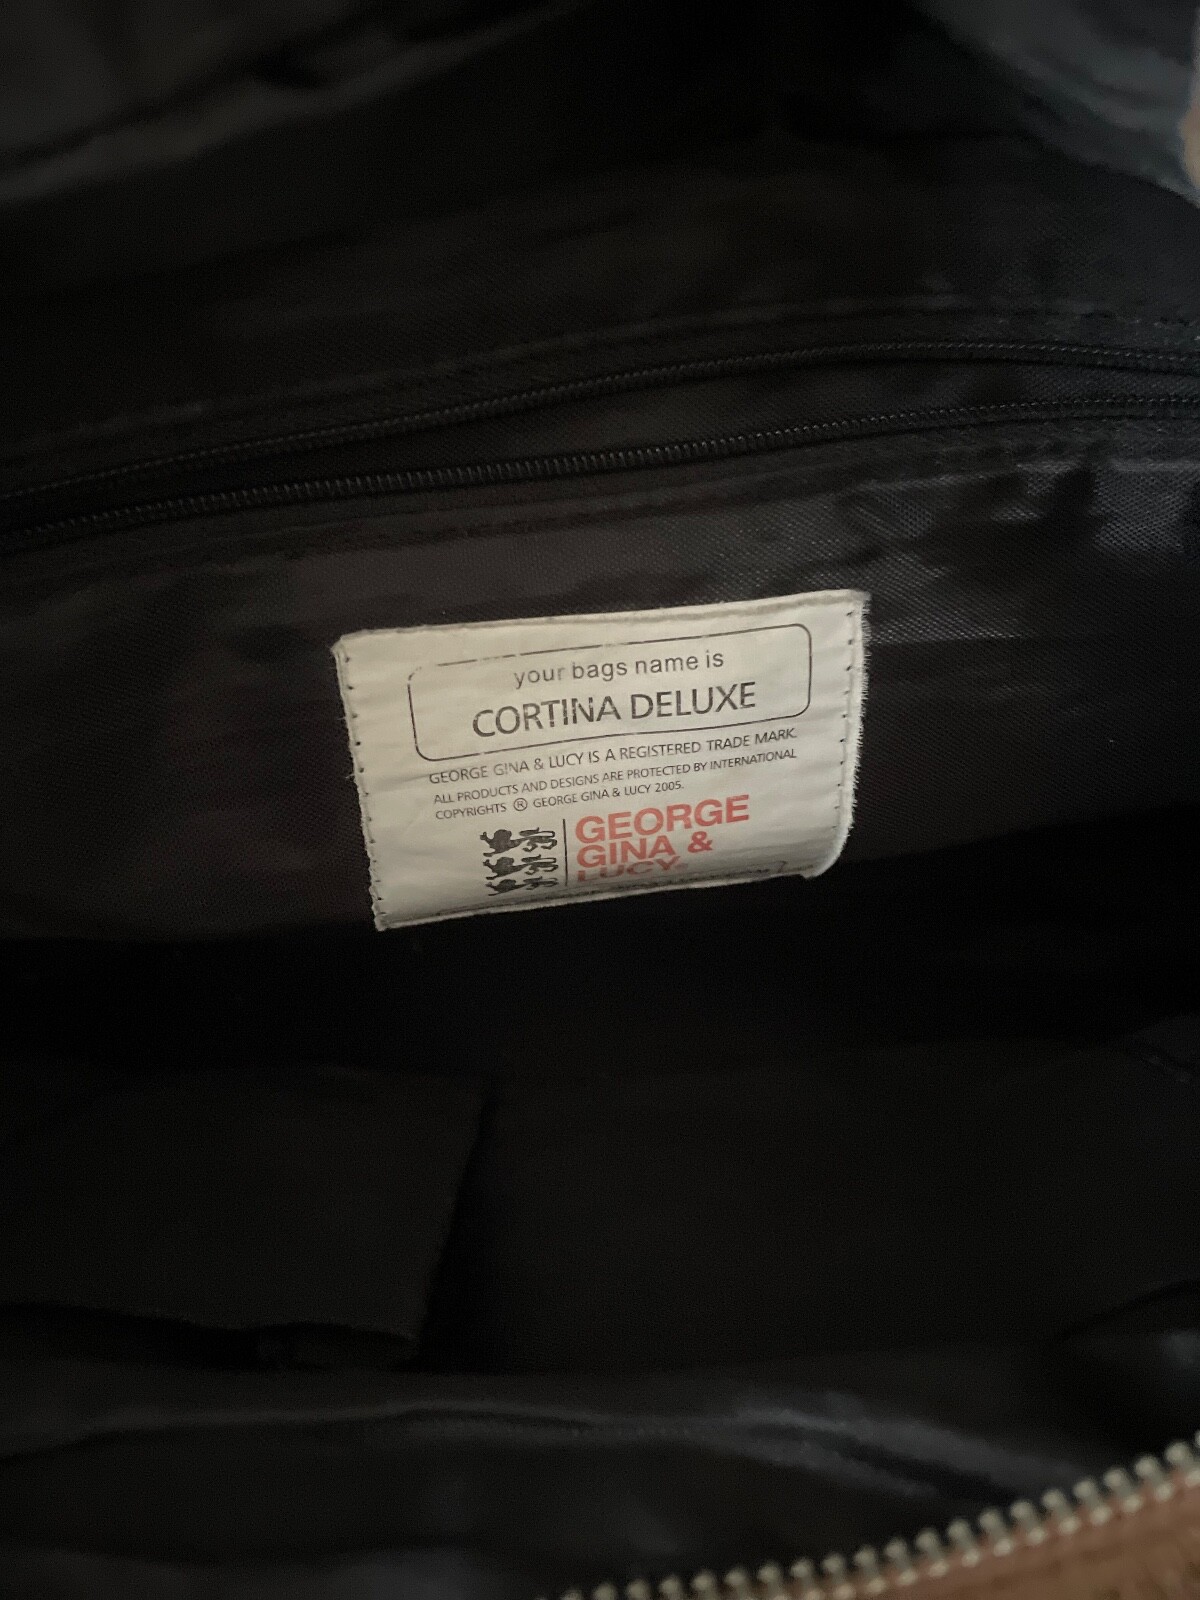 your bags name is
CORTINA DELUXE
GEORGE GINA & LUCY IS A REGISTERED TRADE MARK.
ALL PRODUCTS AND DESIGNS ARE PROTECTED BY INTERNATIONAL
COPYRIGHTS ® GEORGE GINA & LUCY 2005.
GEORGE
GINA &
LUCY